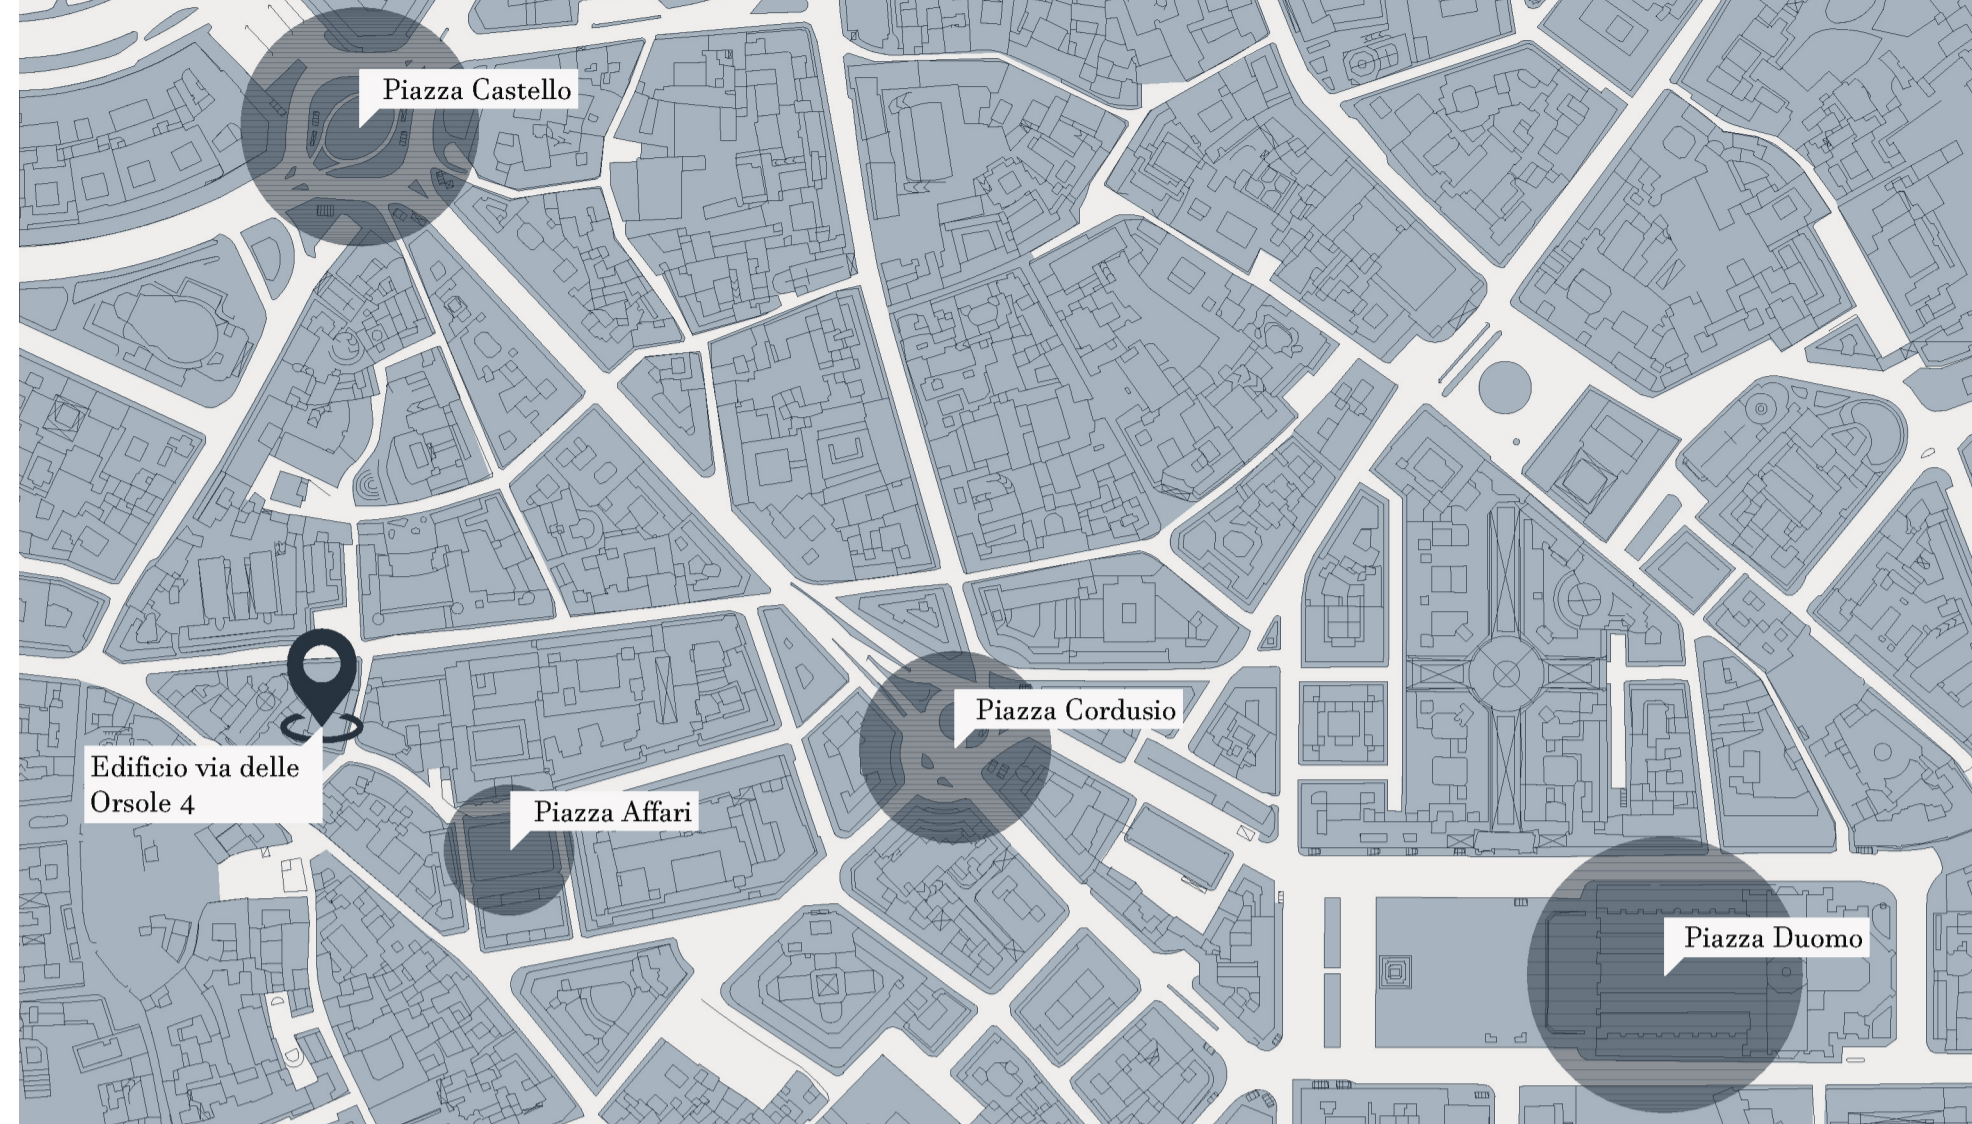 Piazza Castello
Piazza Cordusio
Edificio via delle
Orsole 4
Piazza Affari
Piazza Duomo